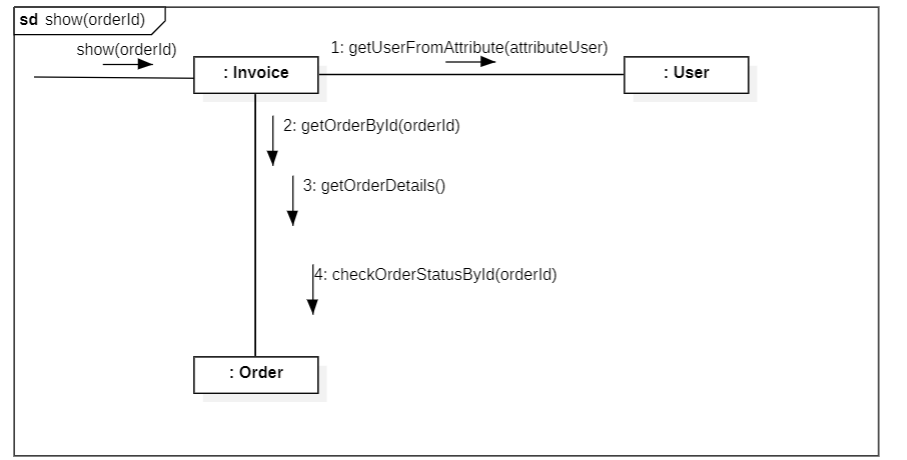 sd show(orderId)
show(orderId)
1: getUserFromAttribute(attributeUser)
: Invoice
: User
2: getOrderById(orderId)
3: getOrderDetails()
4: checkOrderStatusById(orderId)
: Order